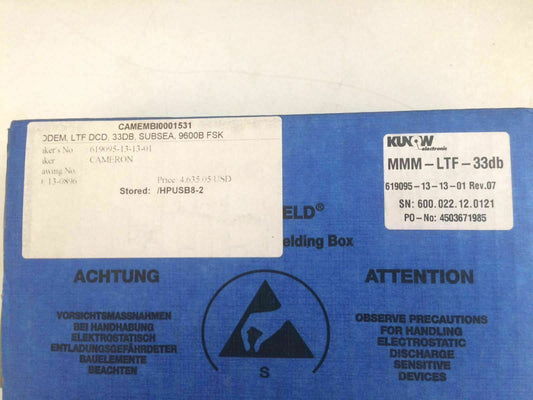 CAMEMBI0001531
ODEM, LTF DCD, 33DB, SUBSEA, 9600B FSK
ker's No : 619095-13-13-01
ker CAMERON
awing No.
: 13-0896 Price: 4.635,05 USD
Stored: /HPUSB8-2
KUNOW
electronic
MMM-LTF-33db
619095-13-13-01 Rev.07
SN: 600.022.12.0121
PO-No: 4503671985
ELD®
elding Box
ACHTUNG
VORSICHTSMASSNAHMEN
BEI HANDHABUNG
ELEKTROSTATISCH
ENTLADUNGSGEFÄHRDETER
BAUELEMENTE
BEACHTEN
S
ATTENTION
OBSERVE PRECAUTIONS
FOR HANDLING
ELECTROSTATIC
DISCHARGE
SENSITIVE
DEVICES